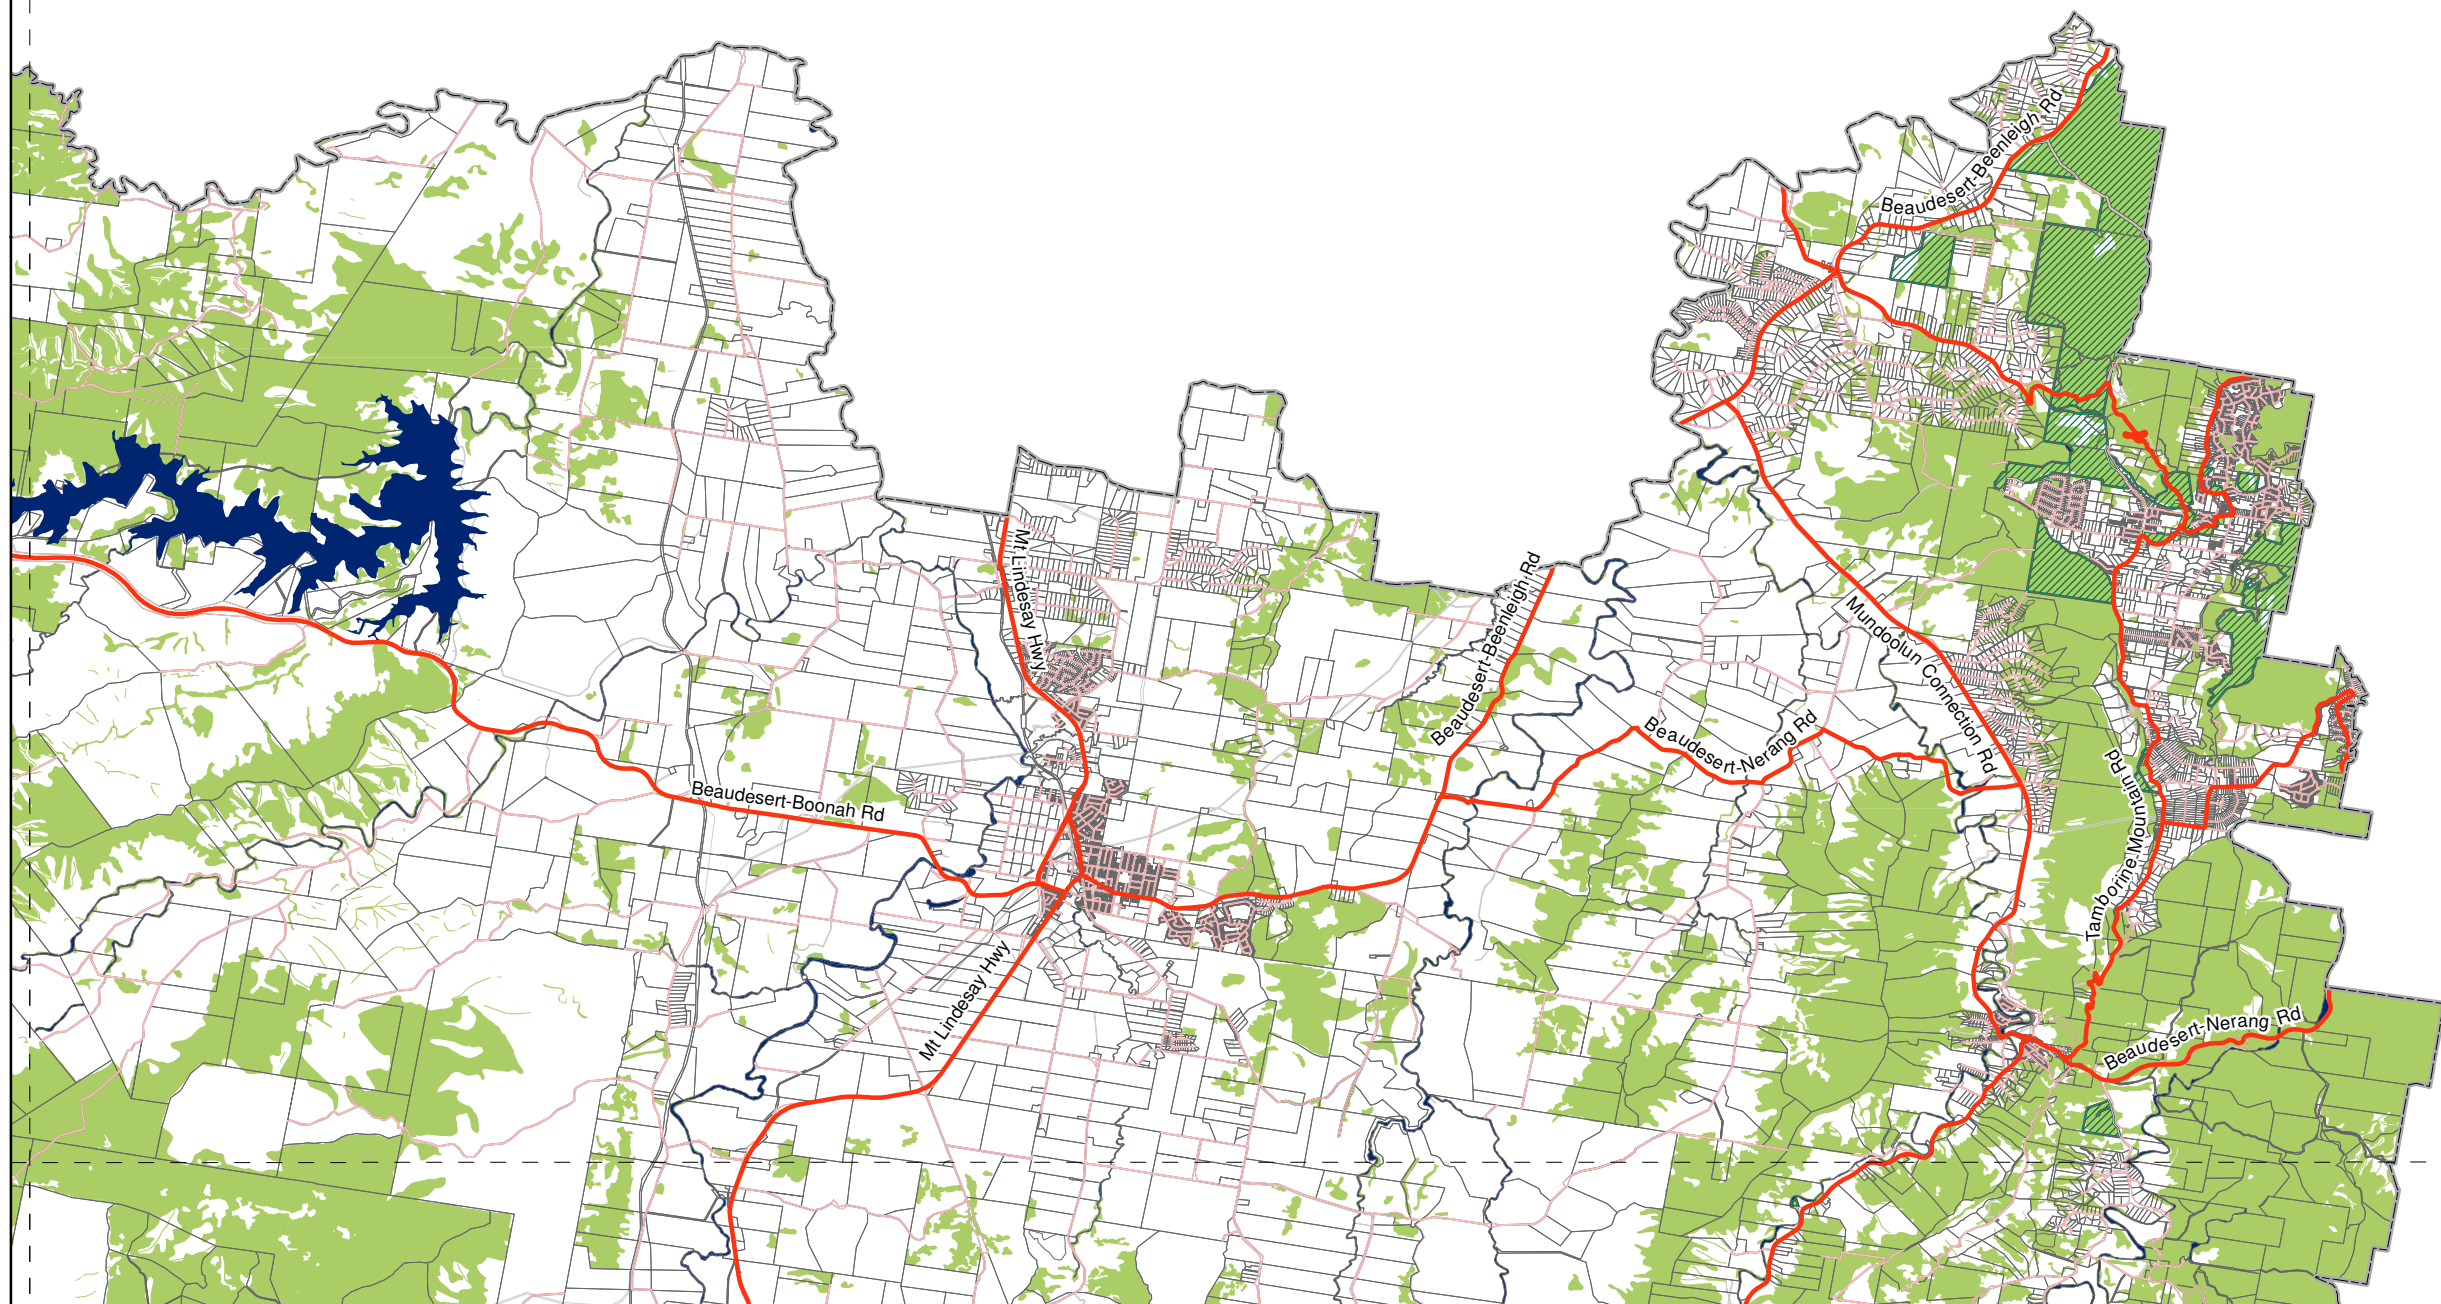 Beaudesert-Beenleigh Rd
Mt Lindesay Hwy
Beaudesert-Beenleigh Rd
Mundoolun Connection Rd
Beaudesert-Nerang Rd
Tamborine Mountain Rd
Beaudesert-Boonah Rd
Mt Lindesay Hwy
Beaudesert-Nerang Rd